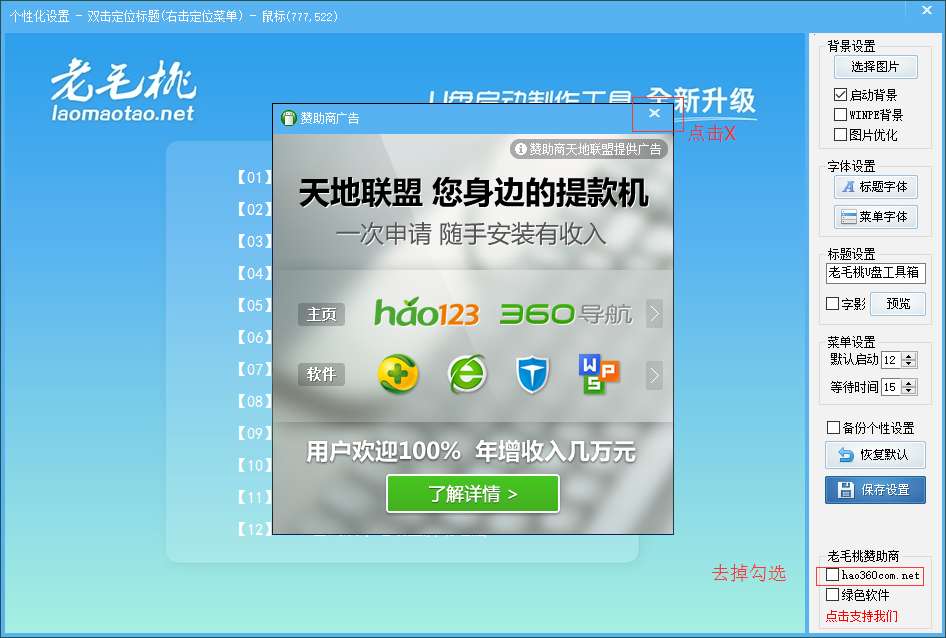 个性化设置 - 双击定位标题(右击定位菜单) - 鼠标(777,522)
老毛桃
laomaotao.net
U盘启动制作工具 全新升级
点击X
赞助商广告
赞助商天地联盟提供广告
天地联盟 您身边的提款机
一次申请 随手安装有收入
主页 hao123 360导航
软件 WPS
用户欢迎100% 年增收入几万元
了解详情 >
【01】
【02】
【03】
【04】
【05】
【06】
【07】
【08】
【09】
【10】
【11】
【12】
去掉勾选
背景设置
选择图片
启动背景
WINPE背景
图片优化
字体设置
标题字体
菜单字体
标题设置
老毛桃U盘工具箱
字影 预览
菜单设置
默认启动 12
等待时间 15
备份个性设置
恢复默认
保存设置
老毛桃赞助商
hao360com.net
绿色软件
点击支持我们